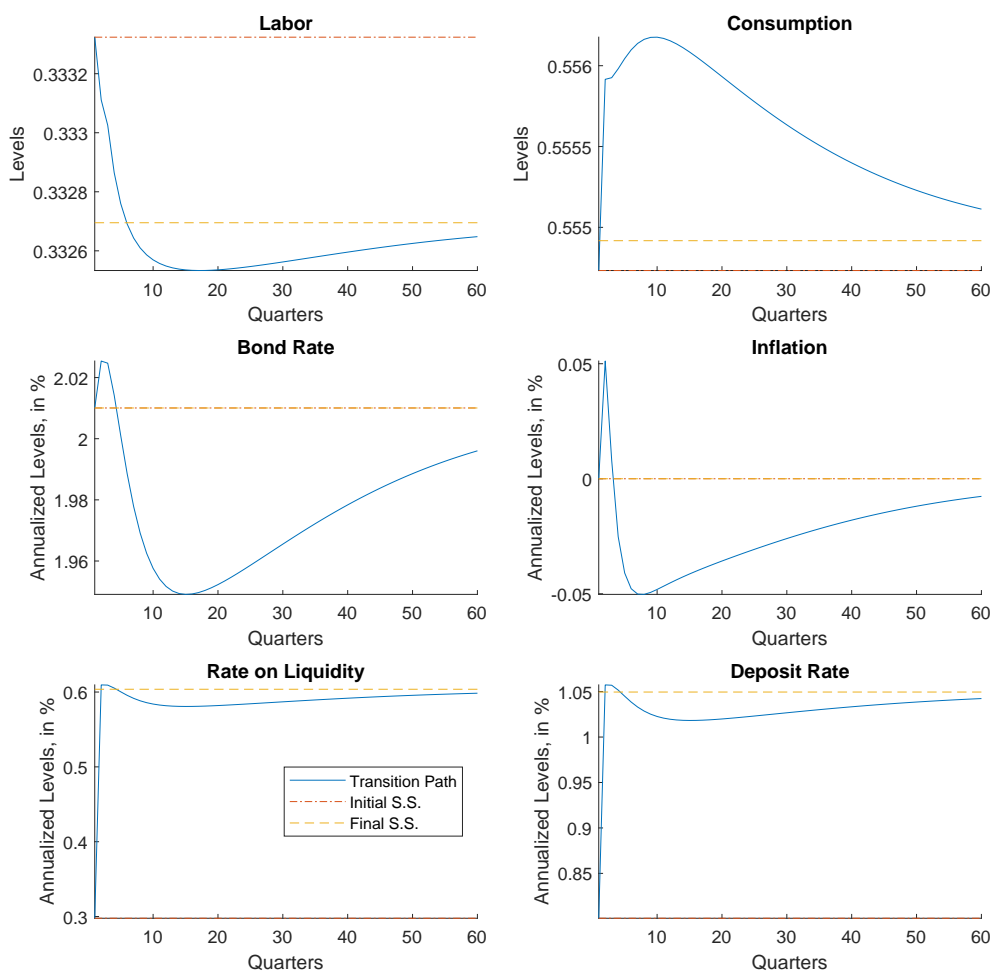 Labor
Levels
0.3332
0.333
0.3328
0.3326
10 20 30 40 50 60
Quarters
Consumption
Levels
0.556
0.5555
0.555
10 20 30 40 50 60
Quarters
Bond Rate
Annualized Levels, in %
2.02
2
1.98
1.96
10 20 30 40 50 60
Quarters
Inflation
Annualized Levels, in %
0.05
0
-0.05
10 20 30 40 50 60
Quarters
Rate on Liquidity
Annualized Levels, in %
0.6
0.5
0.4
0.3
Transition Path
Initial S.S.
Final S.S.
10 20 30 40 50 60
Quarters
Deposit Rate
Annualized Levels, in %
1.05
1
0.95
0.9
0.85
10 20 30 40 50 60
Quarters